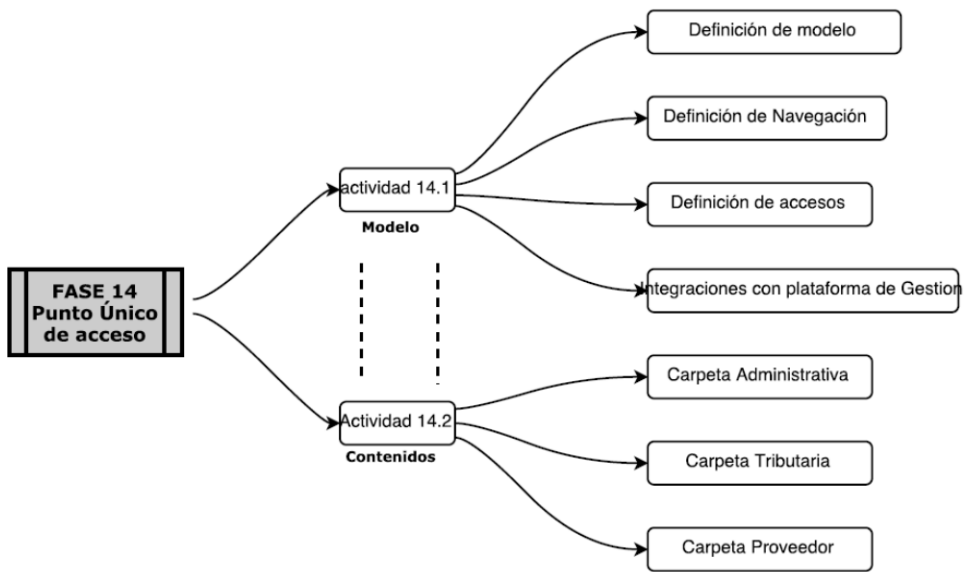 FASE 14
Punto Único
de acceso
actividad 14.1
Modelo
Definición de modelo
Definición de Navegación
Definición de accesos
Integraciones con plataforma de Gestion
Actividad 14.2
Contenidos
Carpeta Administrativa
Carpeta Tributaria
Carpeta Proveedor